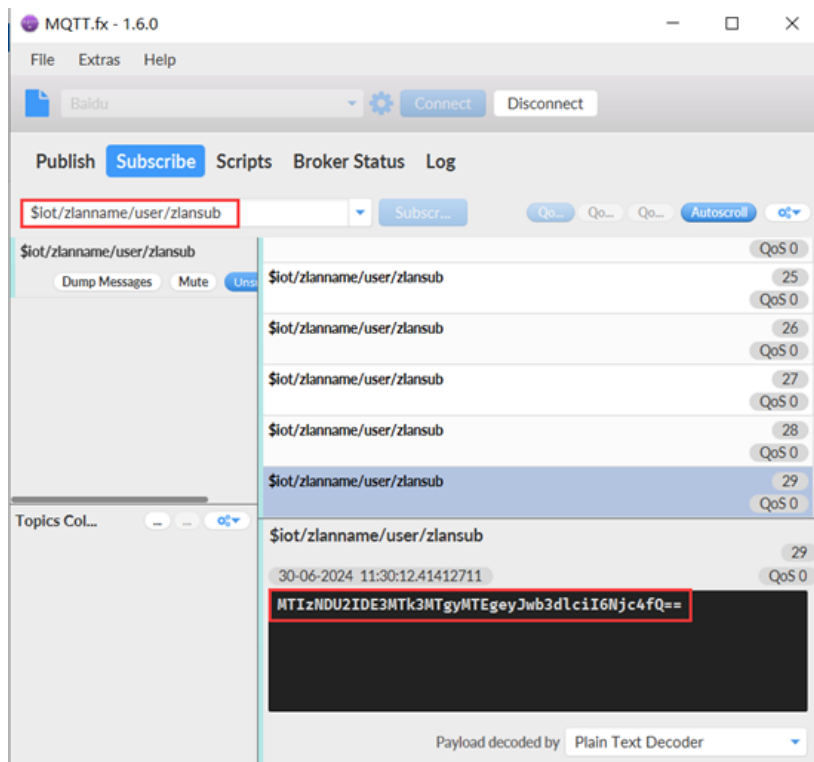 MQTT.fx - 1.6.0
File Extras Help
Baidu Connect Disconnect
Publish Subscribe Scripts Broker Status Log
$iot/zlanname/user/zlansub Subscr... Qo... Qo... Qo... Autoscroll
$iot/zlanname/user/zlansub
Dump Messages Mute Uns
QoS 0
$iot/zlanname/user/zlansub 25
QoS 0
$iot/zlanname/user/zlansub 26
QoS 0
$iot/zlanname/user/zlansub 27
QoS 0
$iot/zlanname/user/zlansub 28
QoS 0
$iot/zlanname/user/zlansub 29
QoS 0
Topics Col... ... ...
$iot/zlanname/user/zlansub
29
30-06-2024 11:30:12.41412711 QoS 0
MTIzNDU2IDE3MTk3MTgyMTEgeyJwb3dlciI6Njc4fQ==
Payload decoded by Plain Text Decoder